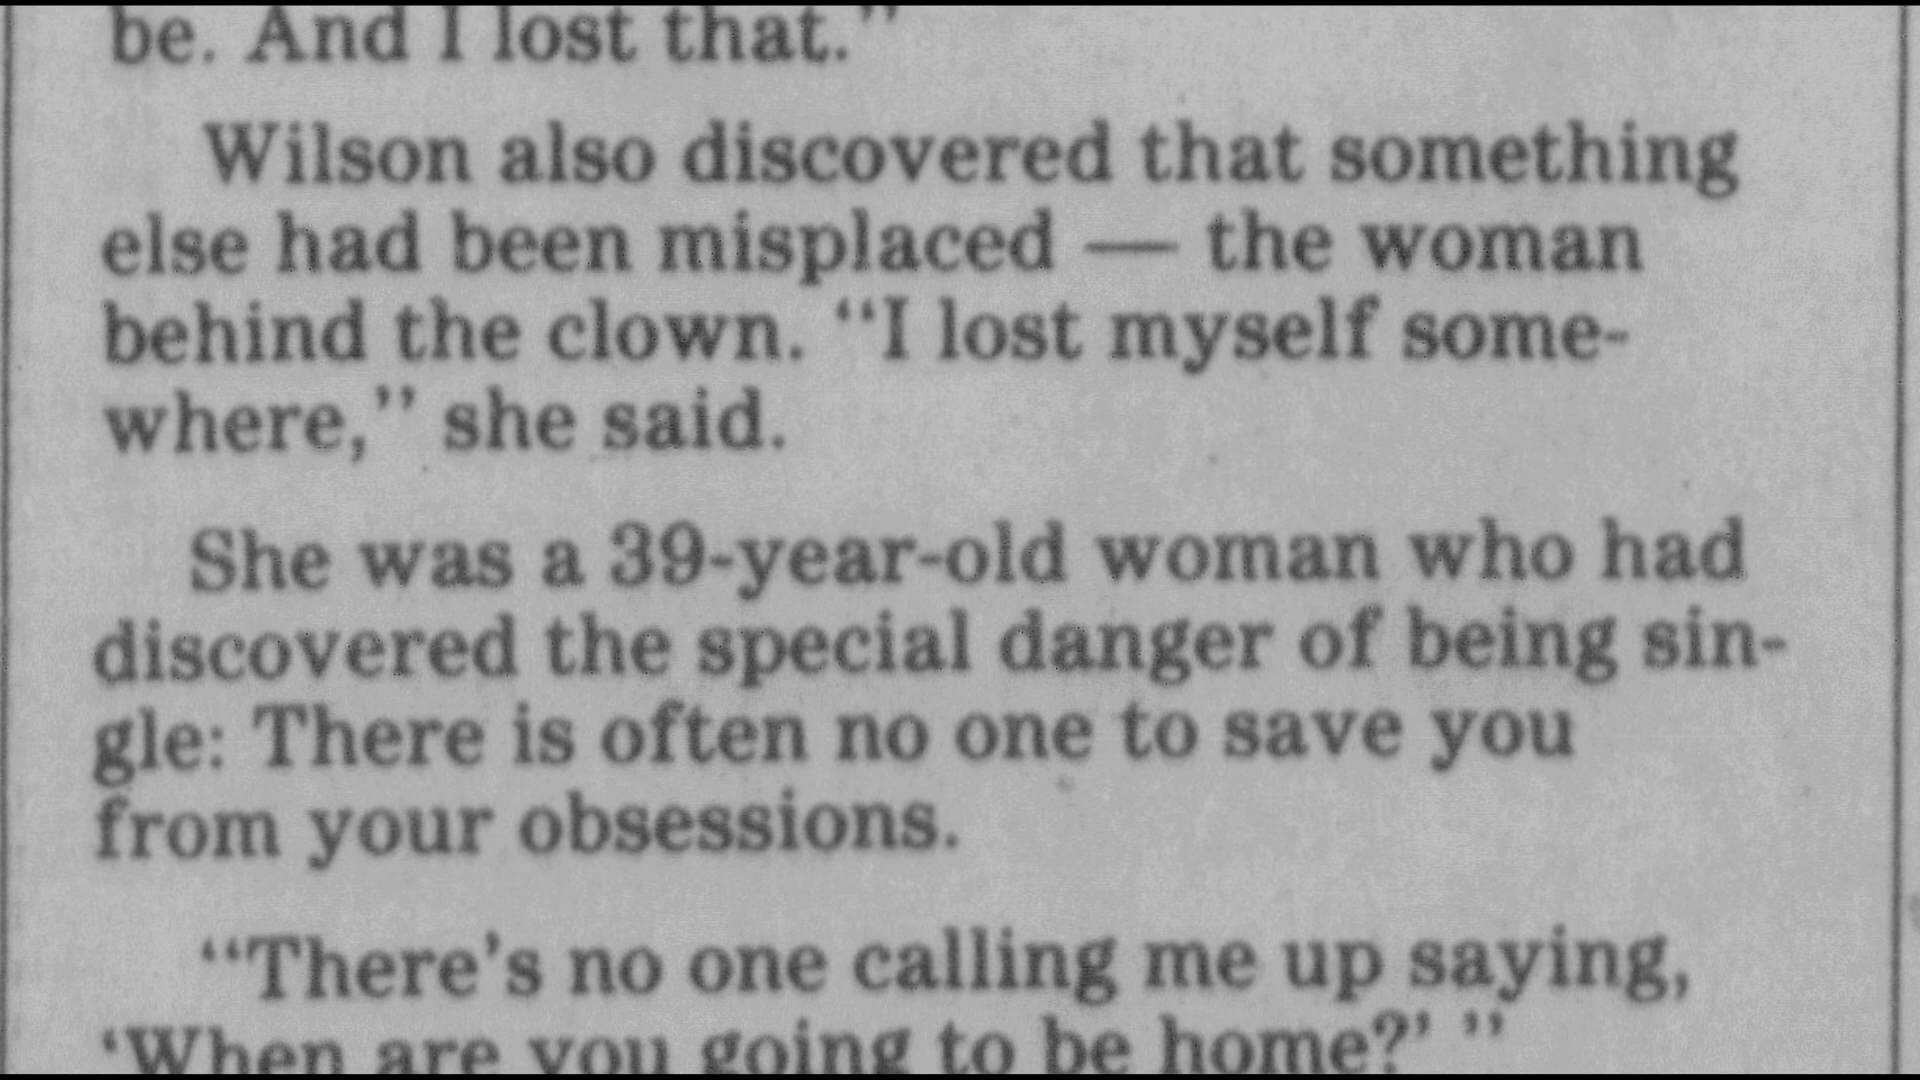 be. And I lost that."
Wilson also discovered that something
else had been misplaced — the woman
behind the clown. "I lost myself some-
where," she said.
She was a 39-year-old woman who had
discovered the special danger of being sin-
gle: There is often no one to save you
from your obsessions.
"There's no one calling me up saying,
'When are you going to be home?' "